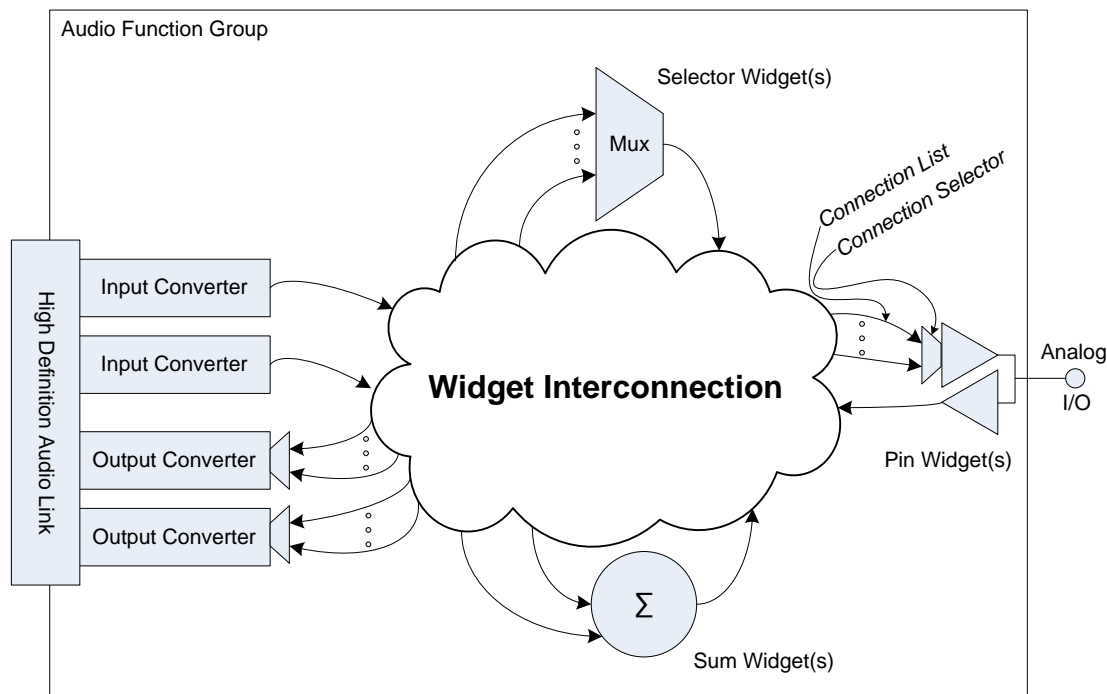 Audio Function Group
Selector Widget(s)
Mux
Connection List
Connection Selector
High Definition Audio Link
Input Converter
Input Converter
Output Converter
Output Converter
Widget Interconnection
Analog
I/O
Pin Widget(s)
Σ
Sum Widget(s)